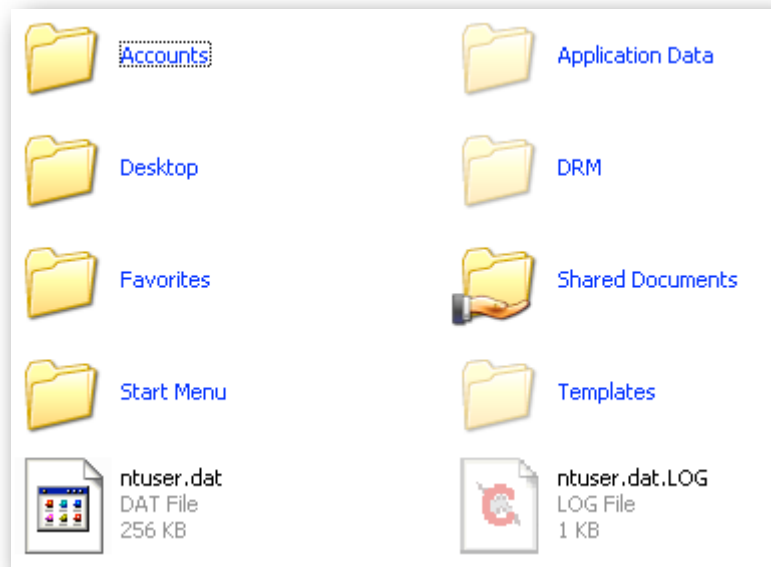 Accounts
Application Data
Desktop
DRM
Favorites
Shared Documents
Start Menu
Templates
ntuser.dat
DAT File
256 KB
ntuser.dat.LOG
LOG File
1 KB